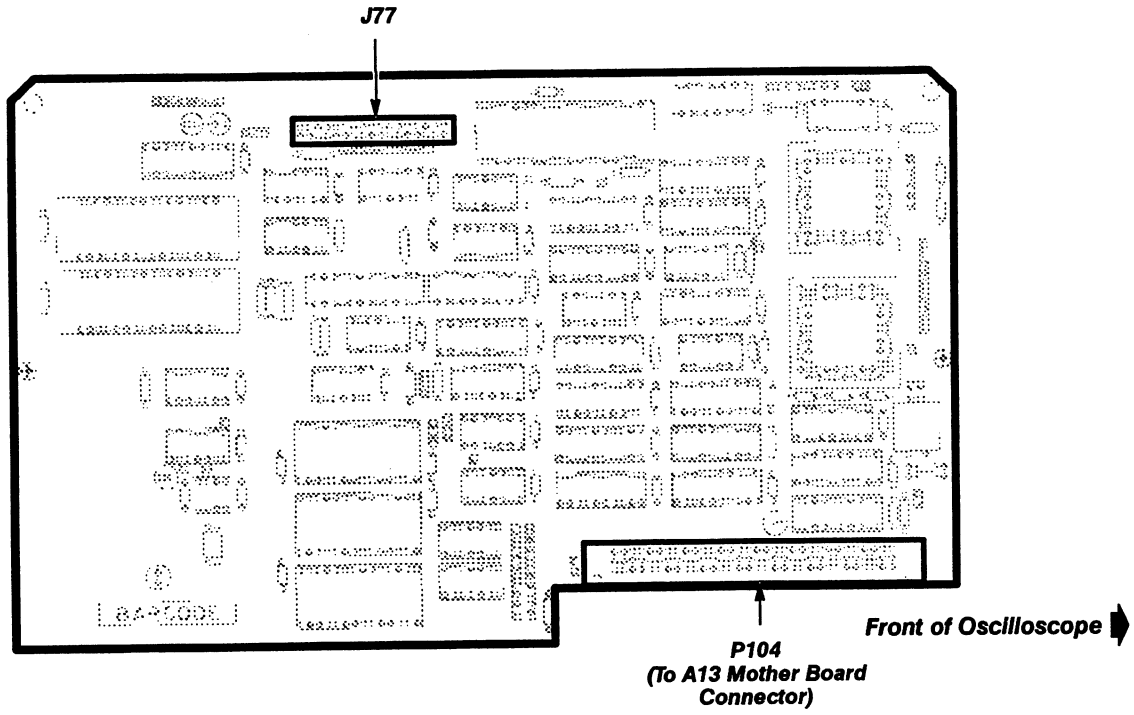 J77
Front of Oscilloscope
P104
(To A13 Mother Board
Connector)